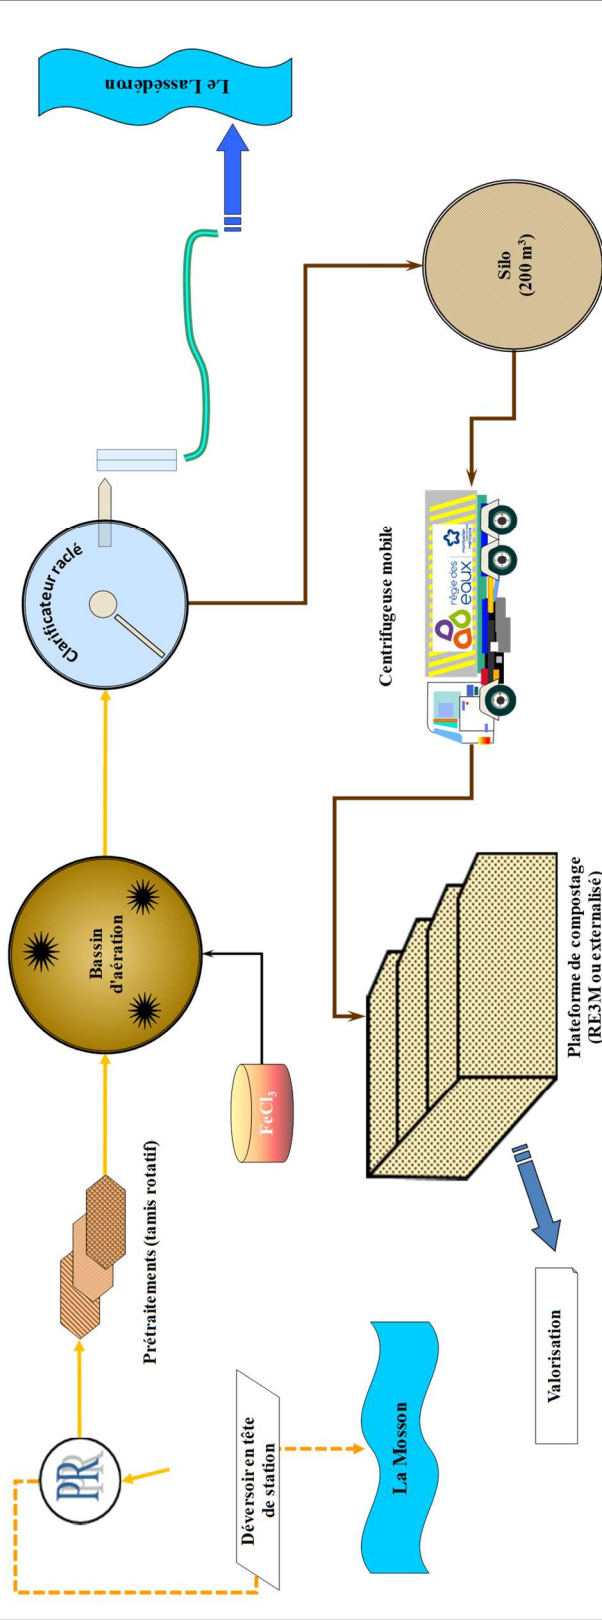 PR
Prétraitements (tamis rotatif)
Déversoir en tête
de station
La Mosson
FeCl₃
Bassin
d'aération
Clarificateur raclé
Le Lassédéron
Silo
(200 m³)
Centrifugeuse mobile
régie des
eaux
Plateforme de compostage
(RE3M ou externalisé)
Valorisation